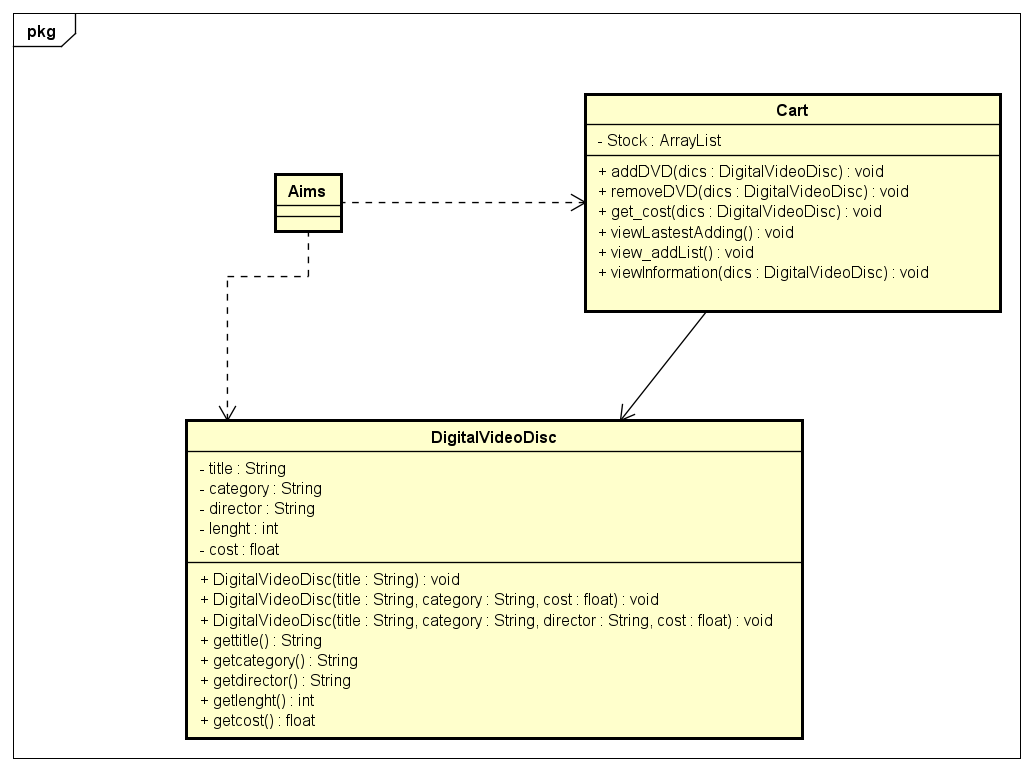 pkg
Cart
- Stock : ArrayList
+ addDVD(dics : DigitalVideoDisc) : void
+ removeDVD(dics : DigitalVideoDisc) : void
+ get_cost(dics : DigitalVideoDisc) : void
+ viewLastestAdding() : void
+ view_addList() : void
+ viewInformation(dics : DigitalVideoDisc) : void
Aims
DigitalVideoDisc
- title : String
- category : String
- director : String
- lenght : int
- cost : float
+ DigitalVideoDisc(title : String) : void
+ DigitalVideoDisc(title : String, category : String, cost : float) : void
+ DigitalVideoDisc(title : String, category : String, director : String, cost : float) : void
+ gettitle() : String
+ getcategory() : String
+ getdirector() : String
+ getlenght() : int
+ getcost() : float